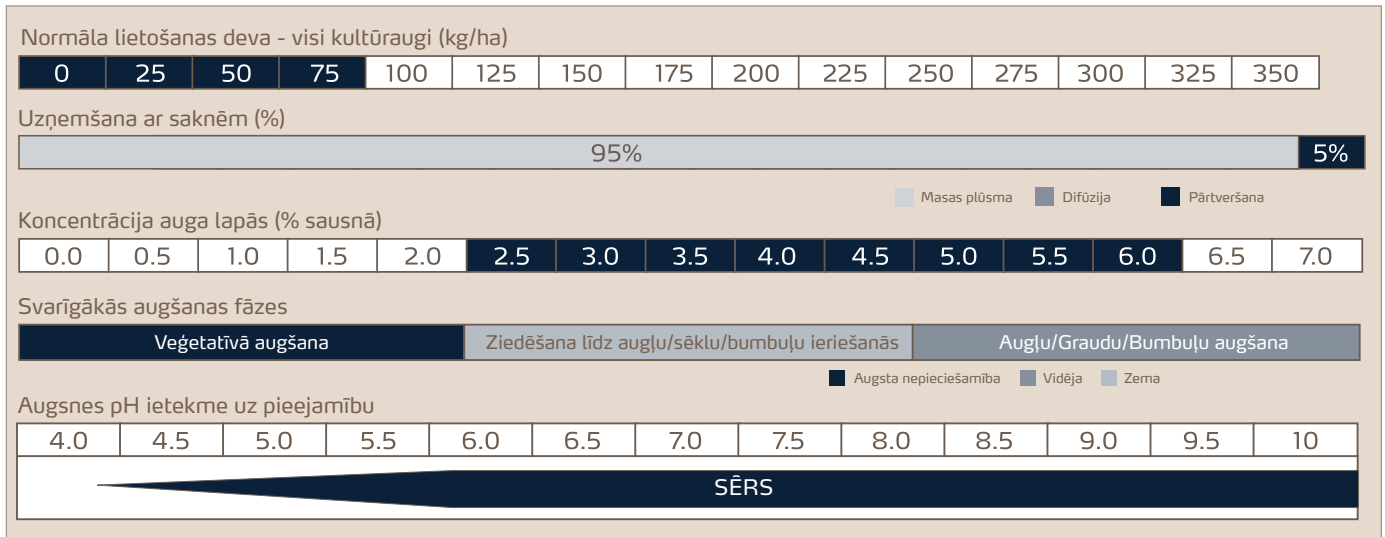 Normāla lietošanas deva - visi kultūraugi (kg/ha)
0 25 50 75 100 125 150 175 200 225 250 275 300 325 350
Uzņemšana ar saknēm (%)
95% 5%
Masas plūsma Difūzija Pārtveršana
Koncentrācija auga lapās (% sausnā)
0.0 0.5 1.0 1.5 2.0 2.5 3.0 3.5 4.0 4.5 5.0 5.5 6.0 6.5 7.0
Svarīgākās augšanas fāzes
Veģetatīvā augšana Ziedēšana līdz augļu/sēklu/bumbuļu ieriešanās Augļu/Graudu/Bumbuļu augšana
Augsta nepieciešamība Vidēja Zema
Augsnes pH ietekme uz pieejamību
4.0 4.5 5.0 5.5 6.0 6.5 7.0 7.5 8.0 8.5 9.0 9.5 10
SĒRS